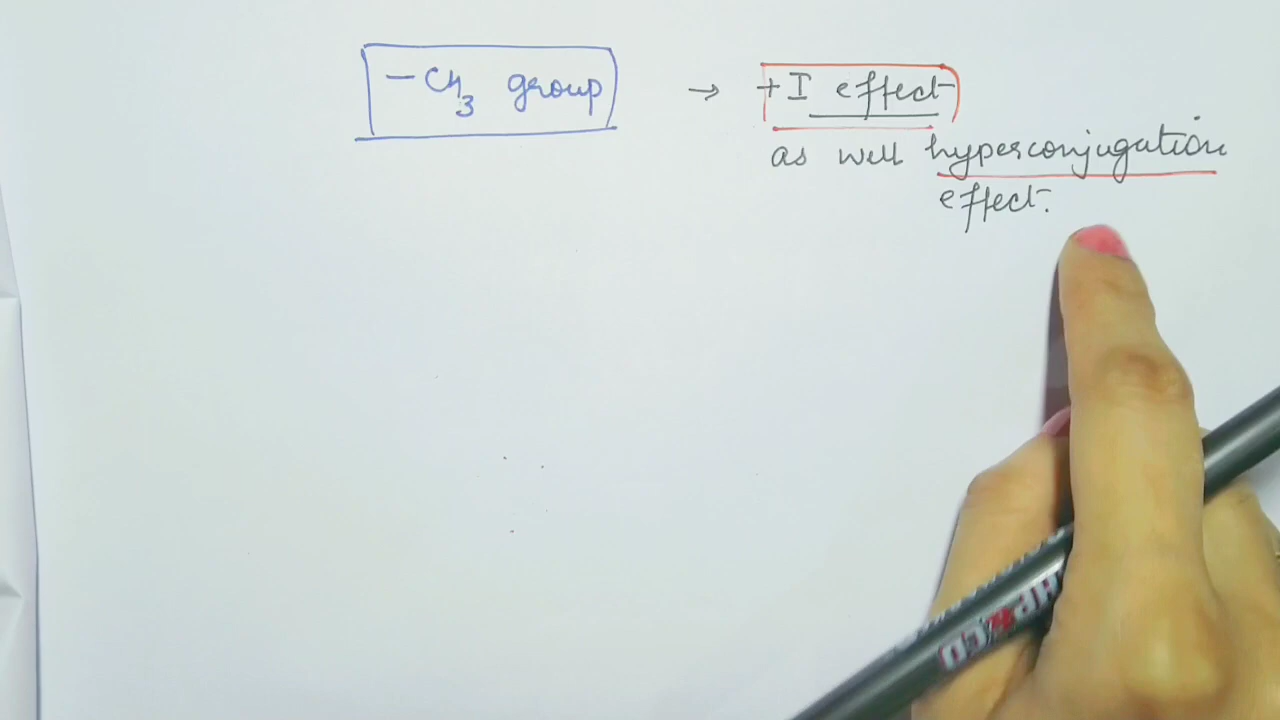 －CH₃ group → +I effect
as well hyperconjugation
effect.